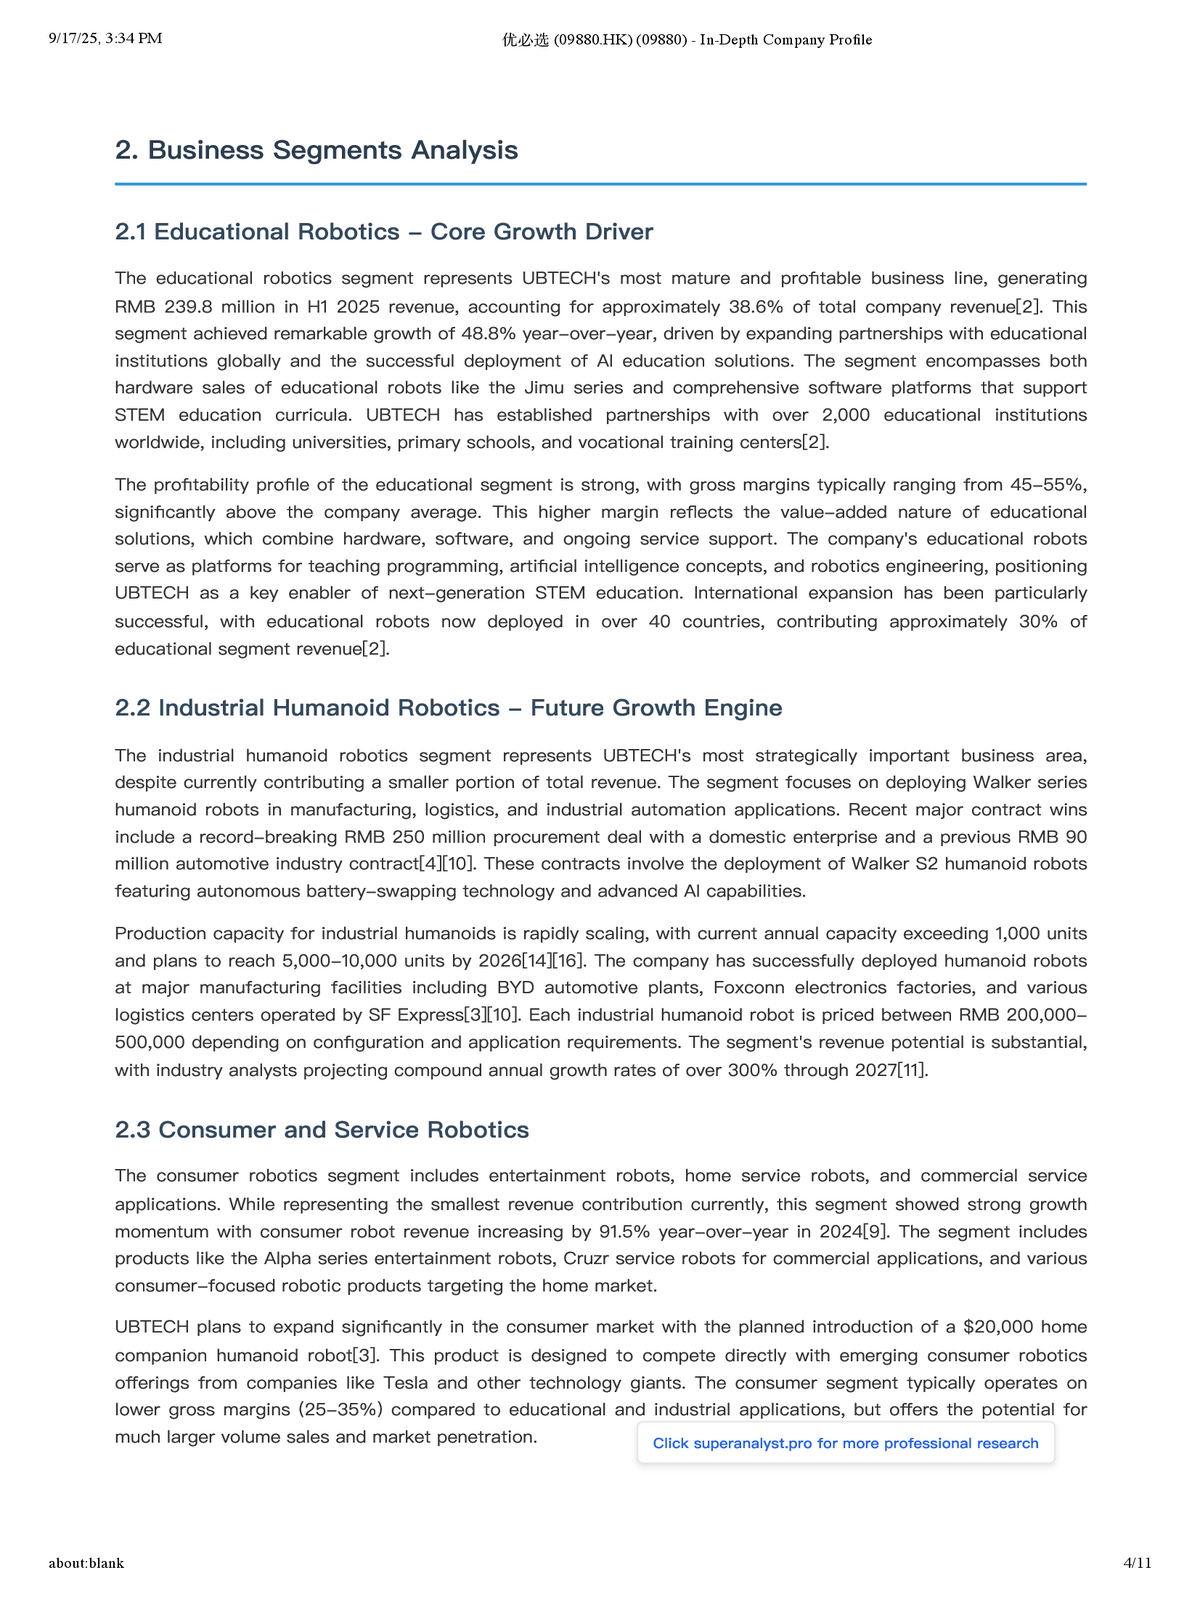 9/17/25, 3:34 PM
优必选 (09880.HK) (09880) - In-Depth Company Profile
2. Business Segments Analysis
2.1 Educational Robotics – Core Growth Driver
The educational robotics segment represents UBTECH's most mature and profitable business line, generating
RMB 239.8 million in H1 2025 revenue, accounting for approximately 38.6% of total company revenue[2]. This
segment achieved remarkable growth of 48.8% year–over–year, driven by expanding partnerships with educational
institutions globally and the successful deployment of AI education solutions. The segment encompasses both
hardware sales of educational robots like the Jimu series and comprehensive software platforms that support
STEM education curricula. UBTECH has established partnerships with over 2,000 educational institutions
worldwide, including universities, primary schools, and vocational training centers[2].
The profitability profile of the educational segment is strong, with gross margins typically ranging from 45–55%,
significantly above the company average. This higher margin reflects the value–added nature of educational
solutions, which combine hardware, software, and ongoing service support. The company's educational robots
serve as platforms for teaching programming, artificial intelligence concepts, and robotics engineering, positioning
UBTECH as a key enabler of next–generation STEM education. International expansion has been particularly
successful, with educational robots now deployed in over 40 countries, contributing approximately 30% of
educational segment revenue[2].
2.2 Industrial Humanoid Robotics – Future Growth Engine
The industrial humanoid robotics segment represents UBTECH's most strategically important business area,
despite currently contributing a smaller portion of total revenue. The segment focuses on deploying Walker series
humanoid robots in manufacturing, logistics, and industrial automation applications. Recent major contract wins
include a record–breaking RMB 250 million procurement deal with a domestic enterprise and a previous RMB 90
million automotive industry contract[4][10]. These contracts involve the deployment of Walker S2 humanoid robots
featuring autonomous battery–swapping technology and advanced AI capabilities.
Production capacity for industrial humanoids is rapidly scaling, with current annual capacity exceeding 1,000 units
and plans to reach 5,000–10,000 units by 2026[14][16]. The company has successfully deployed humanoid robots
at major manufacturing facilities including BYD automotive plants, Foxconn electronics factories, and various
logistics centers operated by SF Express[3][10]. Each industrial humanoid robot is priced between RMB 200,000–
500,000 depending on configuration and application requirements. The segment's revenue potential is substantial,
with industry analysts projecting compound annual growth rates of over 300% through 2027[11].
2.3 Consumer and Service Robotics
The consumer robotics segment includes entertainment robots, home service robots, and commercial service
applications. While representing the smallest revenue contribution currently, this segment showed strong growth
momentum with consumer robot revenue increasing by 91.5% year–over–year in 2024[9]. The segment includes
products like the Alpha series entertainment robots, Cruzr service robots for commercial applications, and various
consumer–focused robotic products targeting the home market.
UBTECH plans to expand significantly in the consumer market with the planned introduction of a $20,000 home
companion humanoid robot[3]. This product is designed to compete directly with emerging consumer robotics
offerings from companies like Tesla and other technology giants. The consumer segment typically operates on
lower gross margins (25–35%) compared to educational and industrial applications, but offers the potential for
much larger volume sales and market penetration.
Click superanalyst.pro for more professional research
about:blank
4/11